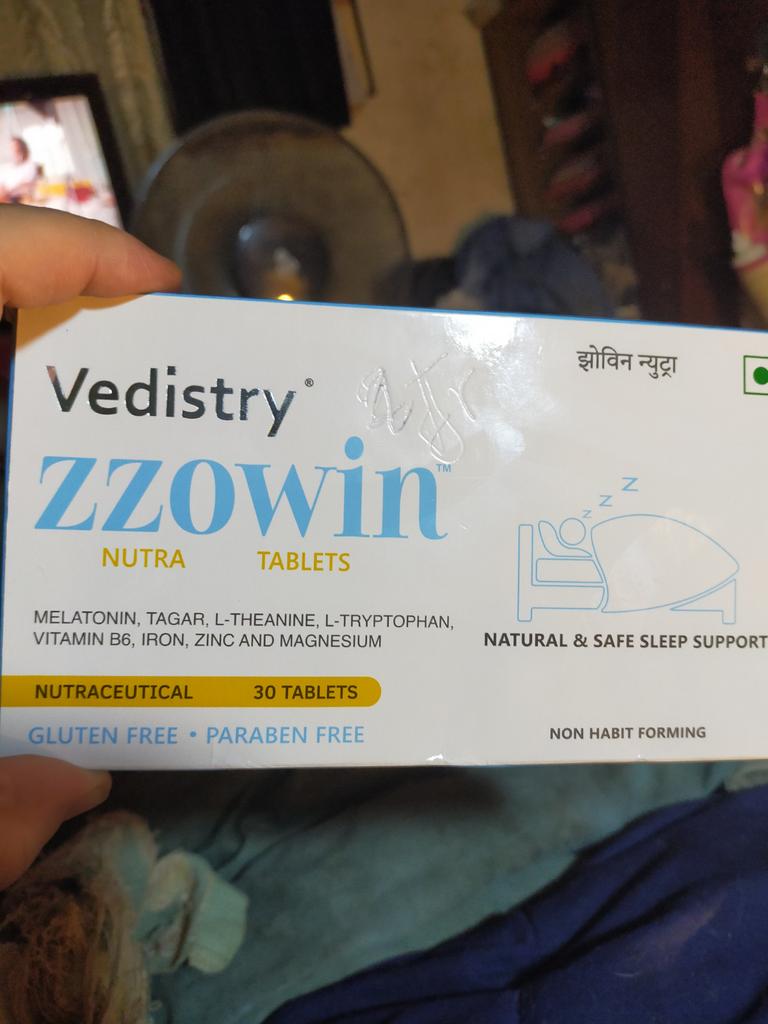 Vedistry®
झोविन न्युट्रा
zzowin™
NUTRA TABLETS
z z Z
MELATONIN, TAGAR, L-THEANINE, L-TRYPTOPHAN,
VITAMIN B6, IRON, ZINC AND MAGNESIUM
NATURAL & SAFE SLEEP SUPPORT
NUTRACEUTICAL 30 TABLETS
GLUTEN FREE • PARABEN FREE
NON HABIT FORMING